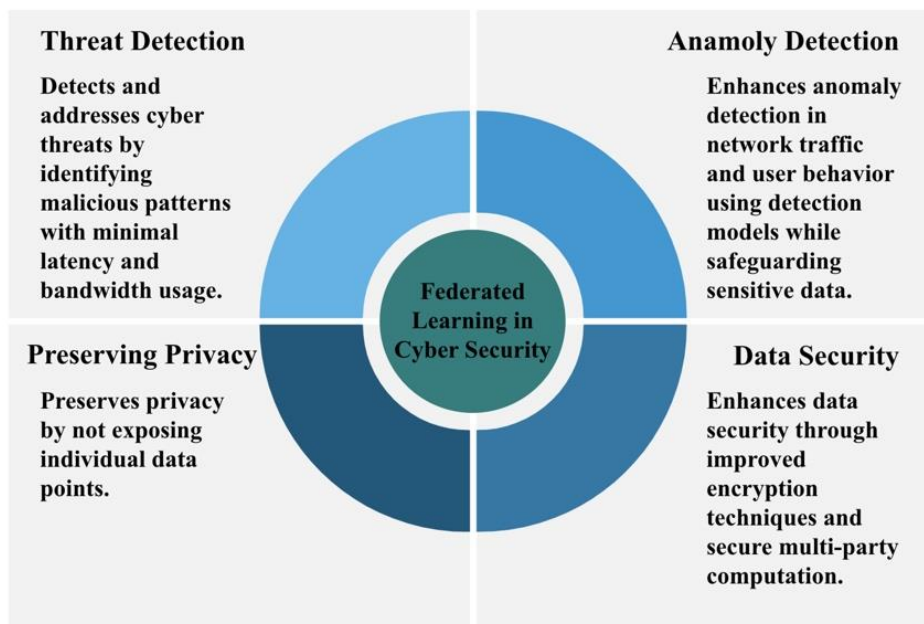 Threat Detection
Detects and
addresses cyber
threats by
identifying
malicious patterns
with minimal
latency and
bandwidth usage.
Anamoly Detection
Enhances anomaly
detection in
network traffic
and user behavior
using detection
models while
safeguarding
sensitive data.
Federated
Learning in
Cyber Security
Preserving Privacy
Preserves privacy
by not exposing
individual data
points.
Data Security
Enhances data
security through
improved
encryption
techniques and
secure multi-party
computation.